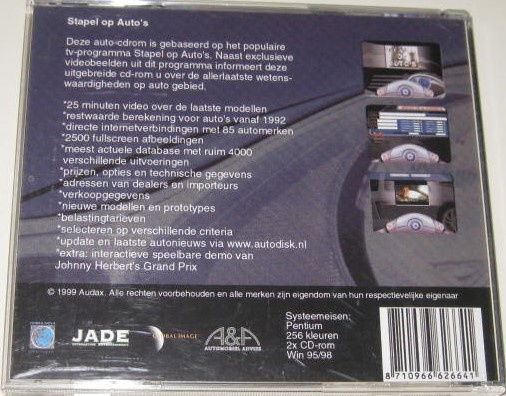 Stapel op Auto's
Deze auto-cdrom is gebaseerd op het populaire
tv-programma Stapel op Auto's. Naast exclusieve
videobeelden uit dit programma informeert deze
uitgebreide cd-rom u over de allerlaatste wetens-
waardigheden op auto gebied.
*25 minuten video over de laatste modellen
*restwaarde berekening voor auto's vanaf 1992
*directe internetverbindingen met 85 automerken
*2500 fullscreen afbeeldingen
*meest actuele database met ruim 4000
verschillende uitvoeringen
*prijzen, opties en technische gegevens
*adressen van dealers en importeurs
*verkoopgegevens
*nieuwe modellen en prototypes
*belastingtarieven
*selecteren op verschillende criteria
*update en laatste autonieuws via www.autodisk.nl
*extra: interactieve speelbare demo van
Johnny Herbert's Grand Prix
© 1999 Audax. Alle rechten voorbehouden en alle merken zijn eigendom van hun respectievelijke eigenaar
JADE
INTERACTIVE ENTERTAINMENT
GLOBAL IMAGE
A&A
AUTOMOBIEL ADVIES
Systeemeisen:
Pentium
256 kleuren
2x CD-rom
Win 95/98
8 710966 626641